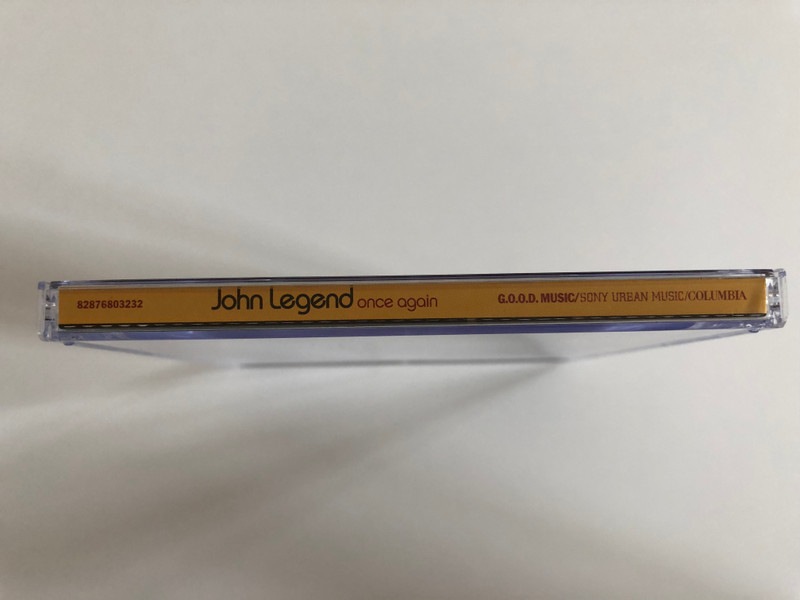 82876803232 John Legend once again G.O.O.D. MUSIC/SONY URBAN MUSIC/COLUMBIA